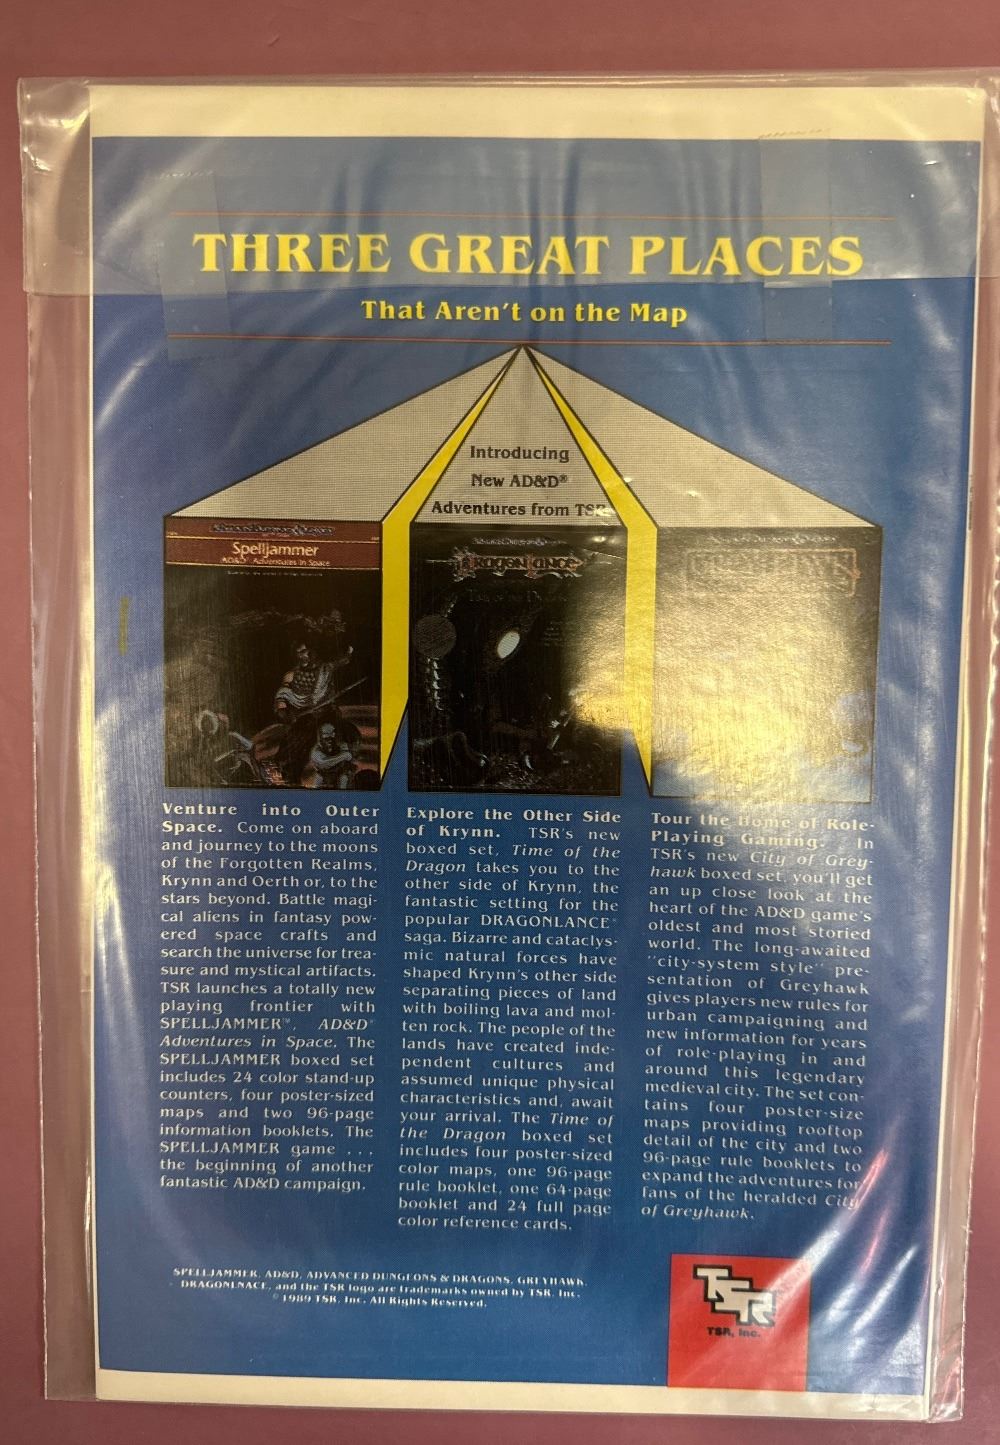 THREE GREAT PLACES
That Aren't on the Map
Introducing
New AD&D®
Adventures from TSR
Advanced Dungeons & Dragons
Spelljammer
AD&D Adventures in Space
DRAGONLANCE
Venture into Outer
Space. Come on aboard
and journey to the moons
of the Forgotten Realms,
Krynn and Oerth or, to the
stars beyond. Battle magi-
cal aliens in fantasy pow-
ered space crafts and
search the universe for trea-
sure and mystical artifacts.
TSR launches a totally new
playing frontier with
SPELLJAMMER™, AD&D®
Adventures in Space. The
SPELLJAMMER boxed set
includes 24 color stand-up
counters, four poster-sized
maps and two 96-page
information booklets. The
SPELLJAMMER game . . .
the beginning of another
fantastic AD&D campaign.
Explore the Other Side
of Krynn. TSR's new
boxed set, Time of the
Dragon takes you to the
other side of Krynn, the
fantastic setting for the
popular DRAGONLANCE®
saga. Bizarre and cataclys-
mic natural forces have
shaped Krynn's other side
separating pieces of land
with boiling lava and mol-
ten rock. The people of the
lands have created inde-
pendent cultures and
assumed unique physical
characteristics and, await
your arrival. The Time of
the Dragon boxed set
includes four poster-sized
color maps, one 96-page
rule booklet, one 64-page
booklet and 24 full page
color reference cards.
Tour the Home of Role-
Playing Gaming. In
TSR's new City of Grey-
hawk boxed set, you'll get
an up close look at the
heart of the AD&D game's
oldest and most storied
world. The long-awaited
"city-system style" pre-
sentation of Greyhawk
gives players new rules for
urban campaigning and
new information for years
of role-playing in and
around this legendary
medieval city. The set con-
tains four poster-size
maps providing rooftop
detail of the city and two
96-page rule booklets to
expand the adventures for
fans of the heralded City
of Greyhawk.
SPELLJAMMER, AD&D, ADVANCED DUNGEONS & DRAGONS, GREYHAWK,
DRAGONLNACE, and the TSR logo are trademarks owned by TSR, Inc.
©1989 TSR, Inc. All Rights Reserved.
TSR
TSR, Inc.